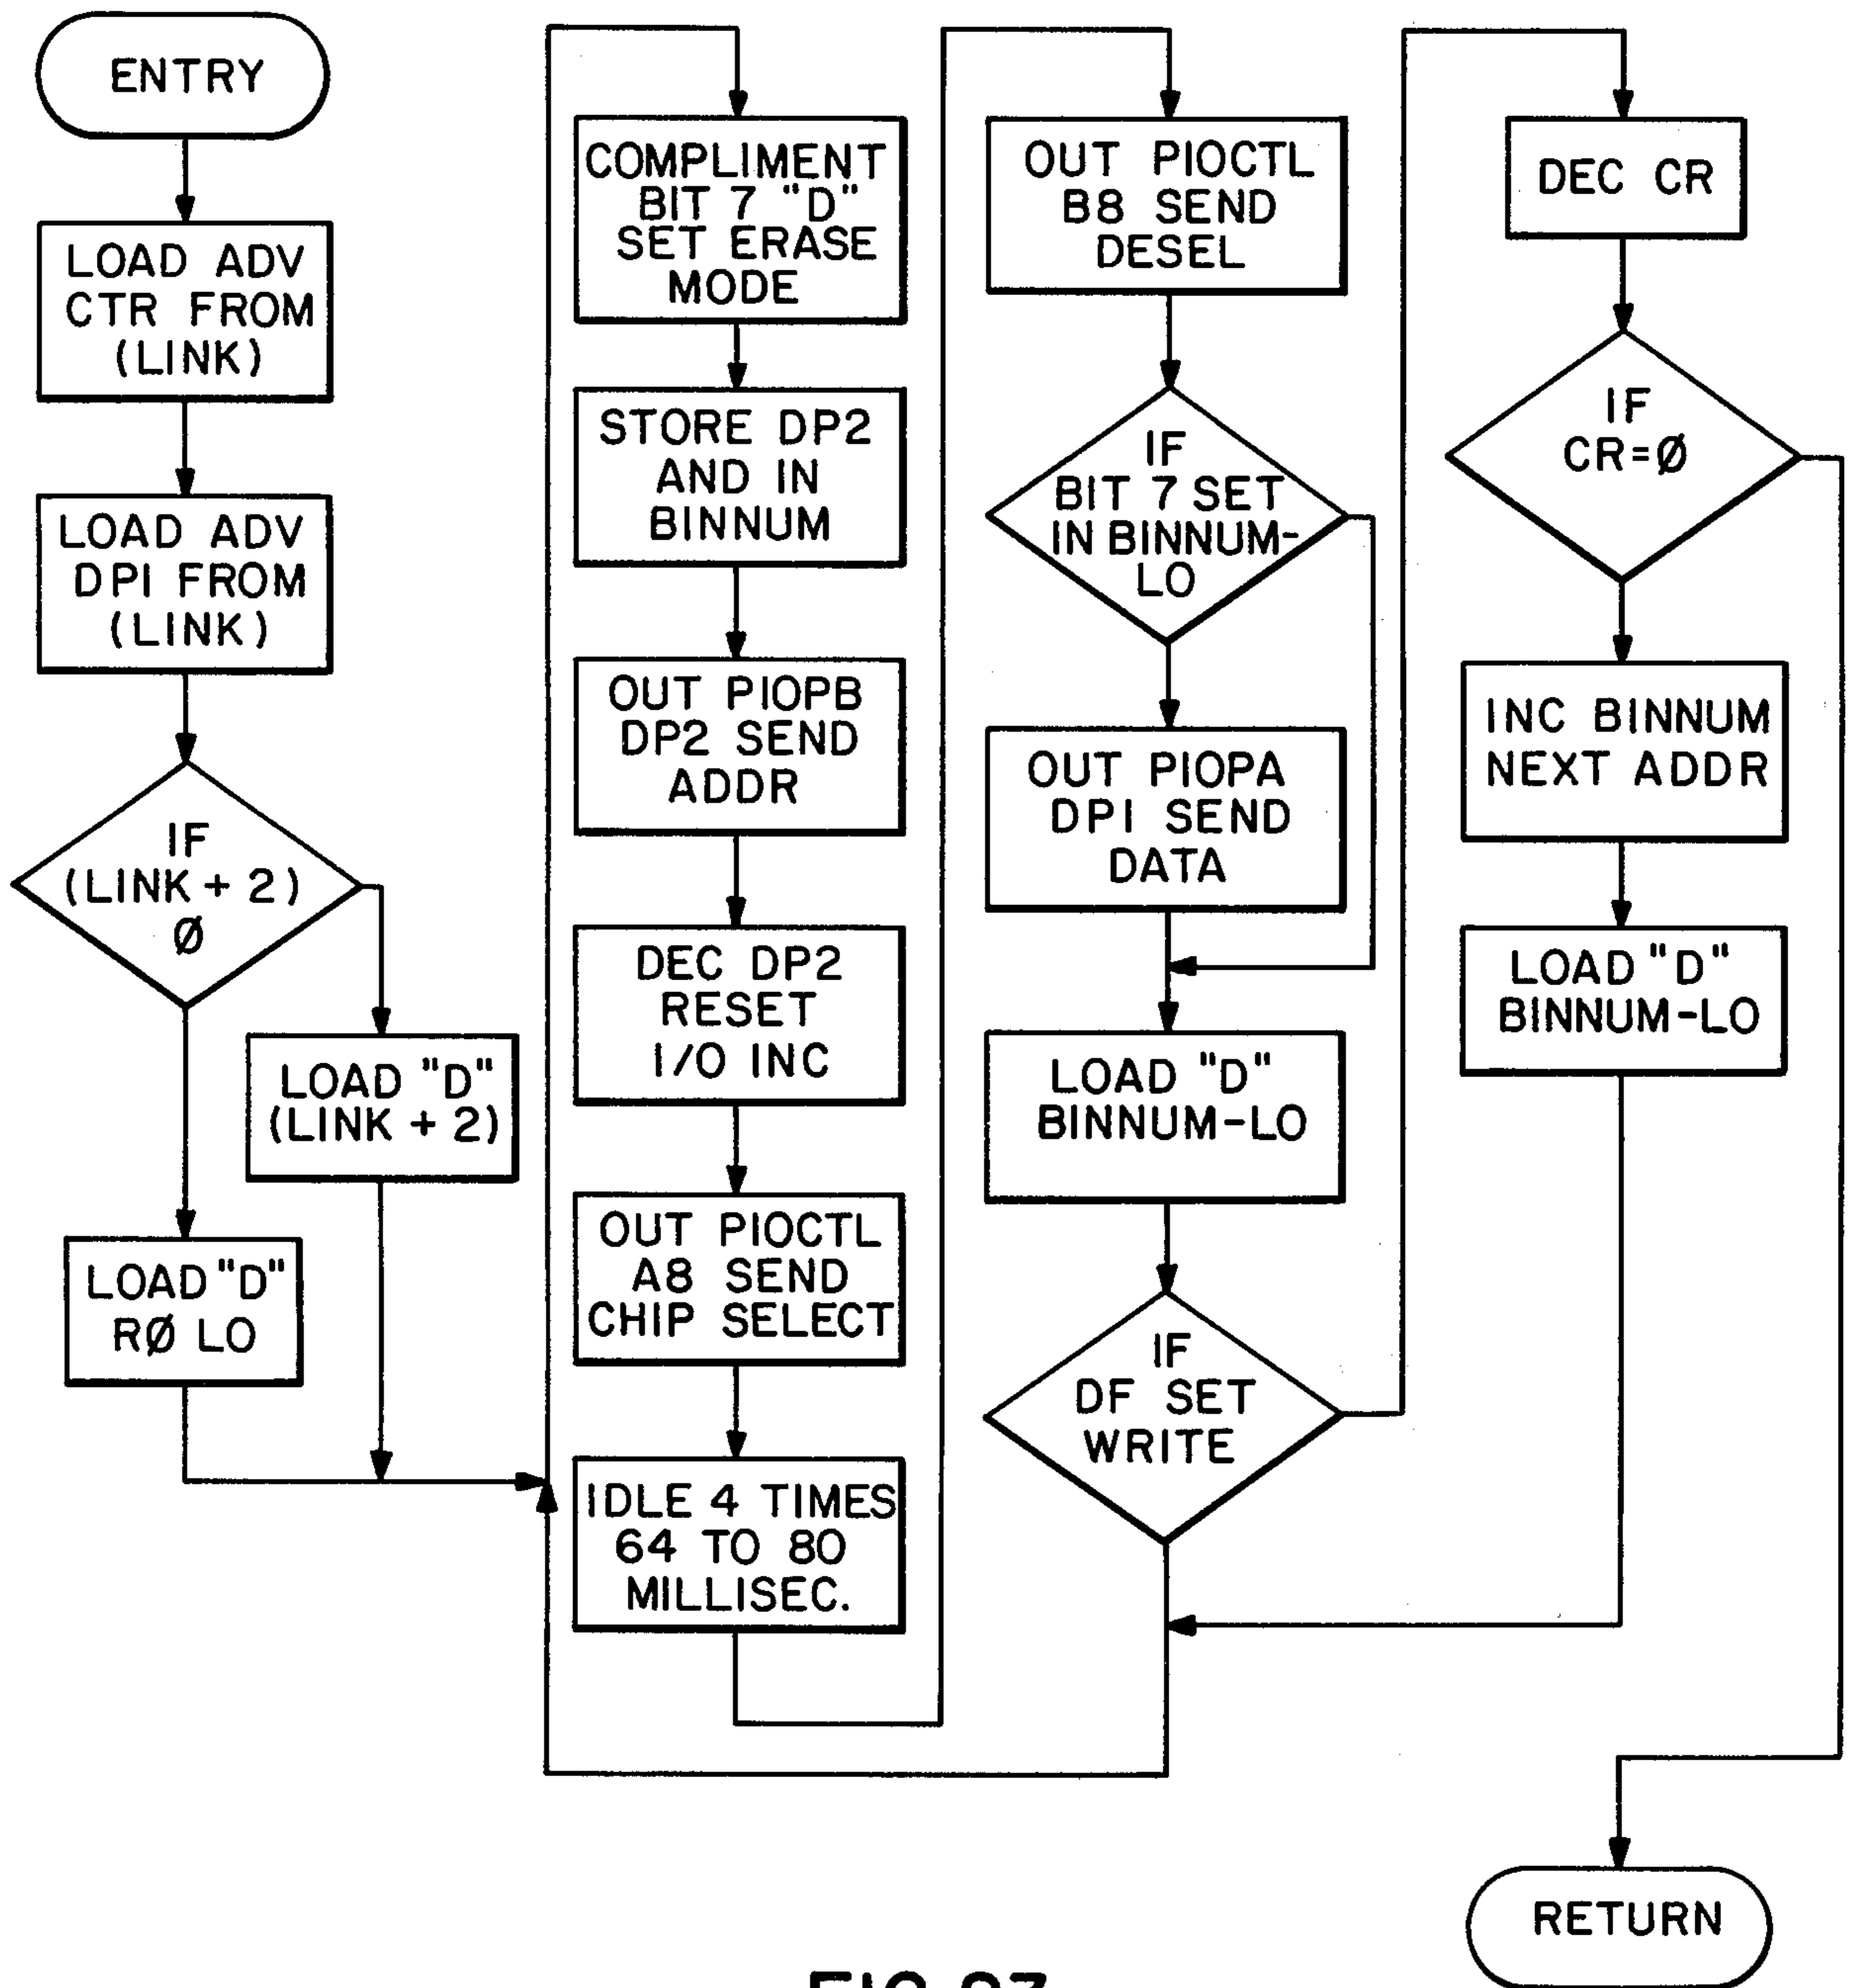 ENTRY
LOAD ADV
CTR FROM
(LINK)
LOAD ADV
DPI FROM
(LINK)
IF
(LINK + 2)
Ø
LOAD "D"
(LINK + 2)
LOAD "D"
RØ LO
COMPLIMENT
BIT 7 "D"
SET ERASE
MODE
STORE DP2
AND IN
BINNUM
OUT PIOPB
DP2 SEND
ADDR
DEC DP2
RESET
I/O INC
OUT PIOCTL
A8 SEND
CHIP SELECT
IDLE 4 TIMES
64 TO 80
MILLISEC.
OUT PIOCTL
B8 SEND
DESEL
IF
BIT 7 SET
IN BINNUM-
LO
OUT PIOPA
DPI SEND
DATA
LOAD "D"
BINNUM-LO
IF
DF SET
WRITE
DEC CR
IF
CR=Ø
INC BINNUM
NEXT ADDR
LOAD "D"
BINNUM-LO
RETURN